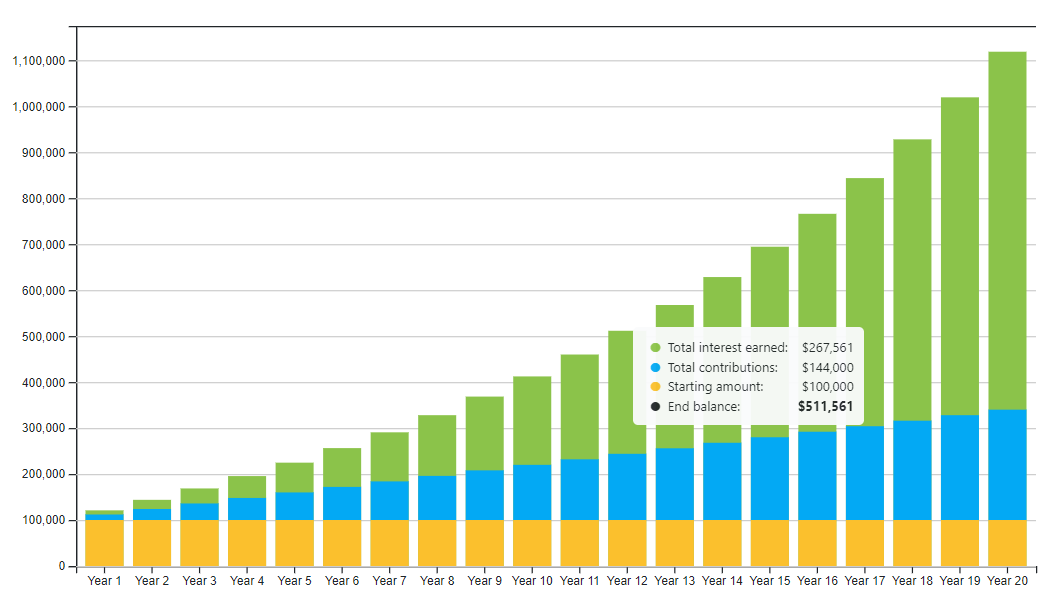 1,100,000
1,000,000
900,000
800,000
700,000
600,000
500,000
400,000
300,000
200,000
100,000
0
Total interest earned: $267,561
Total contributions: $144,000
Starting amount: $100,000
End balance: $511,561
Year 1 Year 2 Year 3 Year 4 Year 5 Year 6 Year 7 Year 8 Year 9 Year 10 Year 11 Year 12 Year 13 Year 14 Year 15 Year 16 Year 17 Year 18 Year 19 Year 20